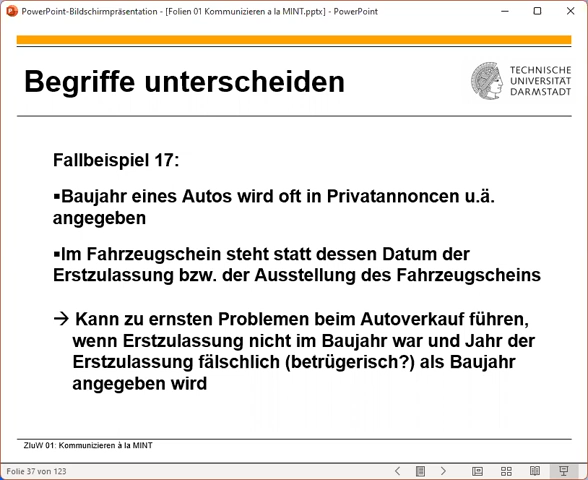 PowerPoint-Bildschirmpräsentation - [Folien 01 Kommunizieren a la MINT.pptx] - PowerPoint
Begriffe unterscheiden
TECHNISCHE
UNIVERSITÄT
DARMSTADT
Fallbeispiel 17:
▪Baujahr eines Autos wird oft in Privatannoncen u.ä.
angegeben
▪Im Fahrzeugschein steht statt dessen Datum der
Erstzulassung bzw. der Ausstellung des Fahrzeugscheins
→ Kann zu ernsten Problemen beim Autoverkauf führen,
wenn Erstzulassung nicht im Baujahr war und Jahr der
Erstzulassung fälschlich (betrügerisch?) als Baujahr
angegeben wird
ZIuW 01: Kommunizieren à la MINT
Folie 37 von 123